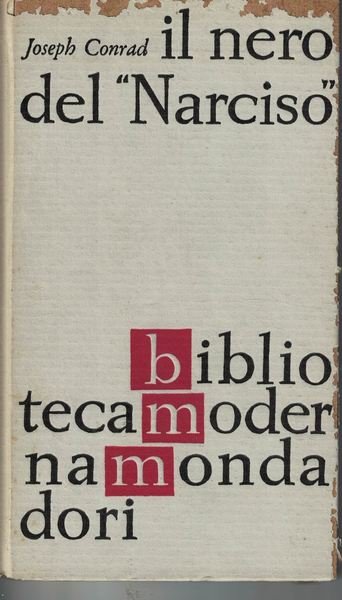 Joseph Conrad il nero
del “Narciso”
biblio
tecamoder
namonda
dori